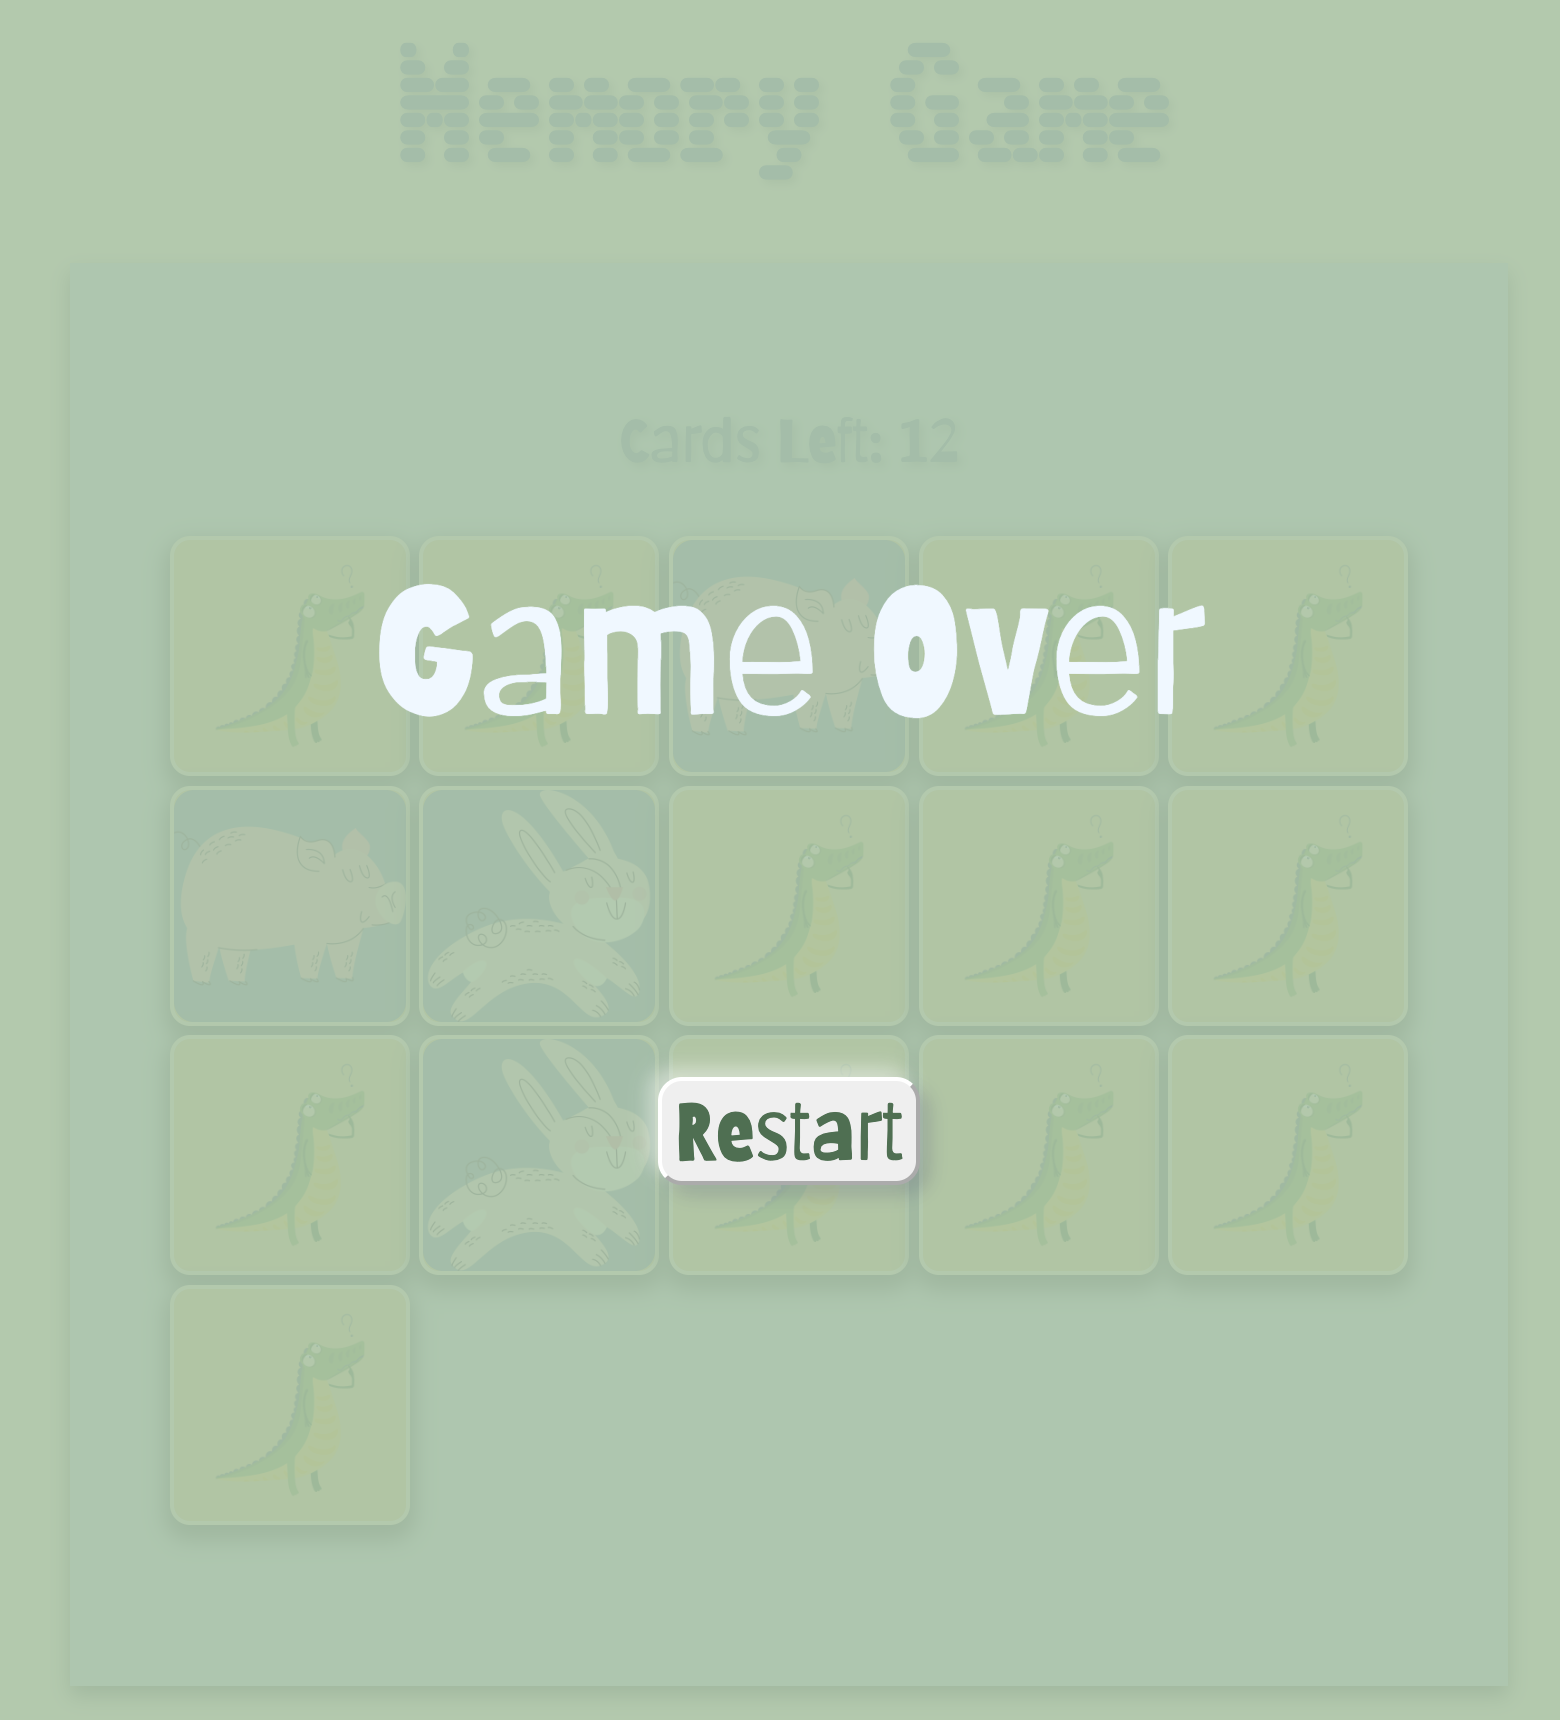 Memory Game
Cards Left: 12
? ? ? ?
Game Over
? ? ?
? ? ?
Restart
?